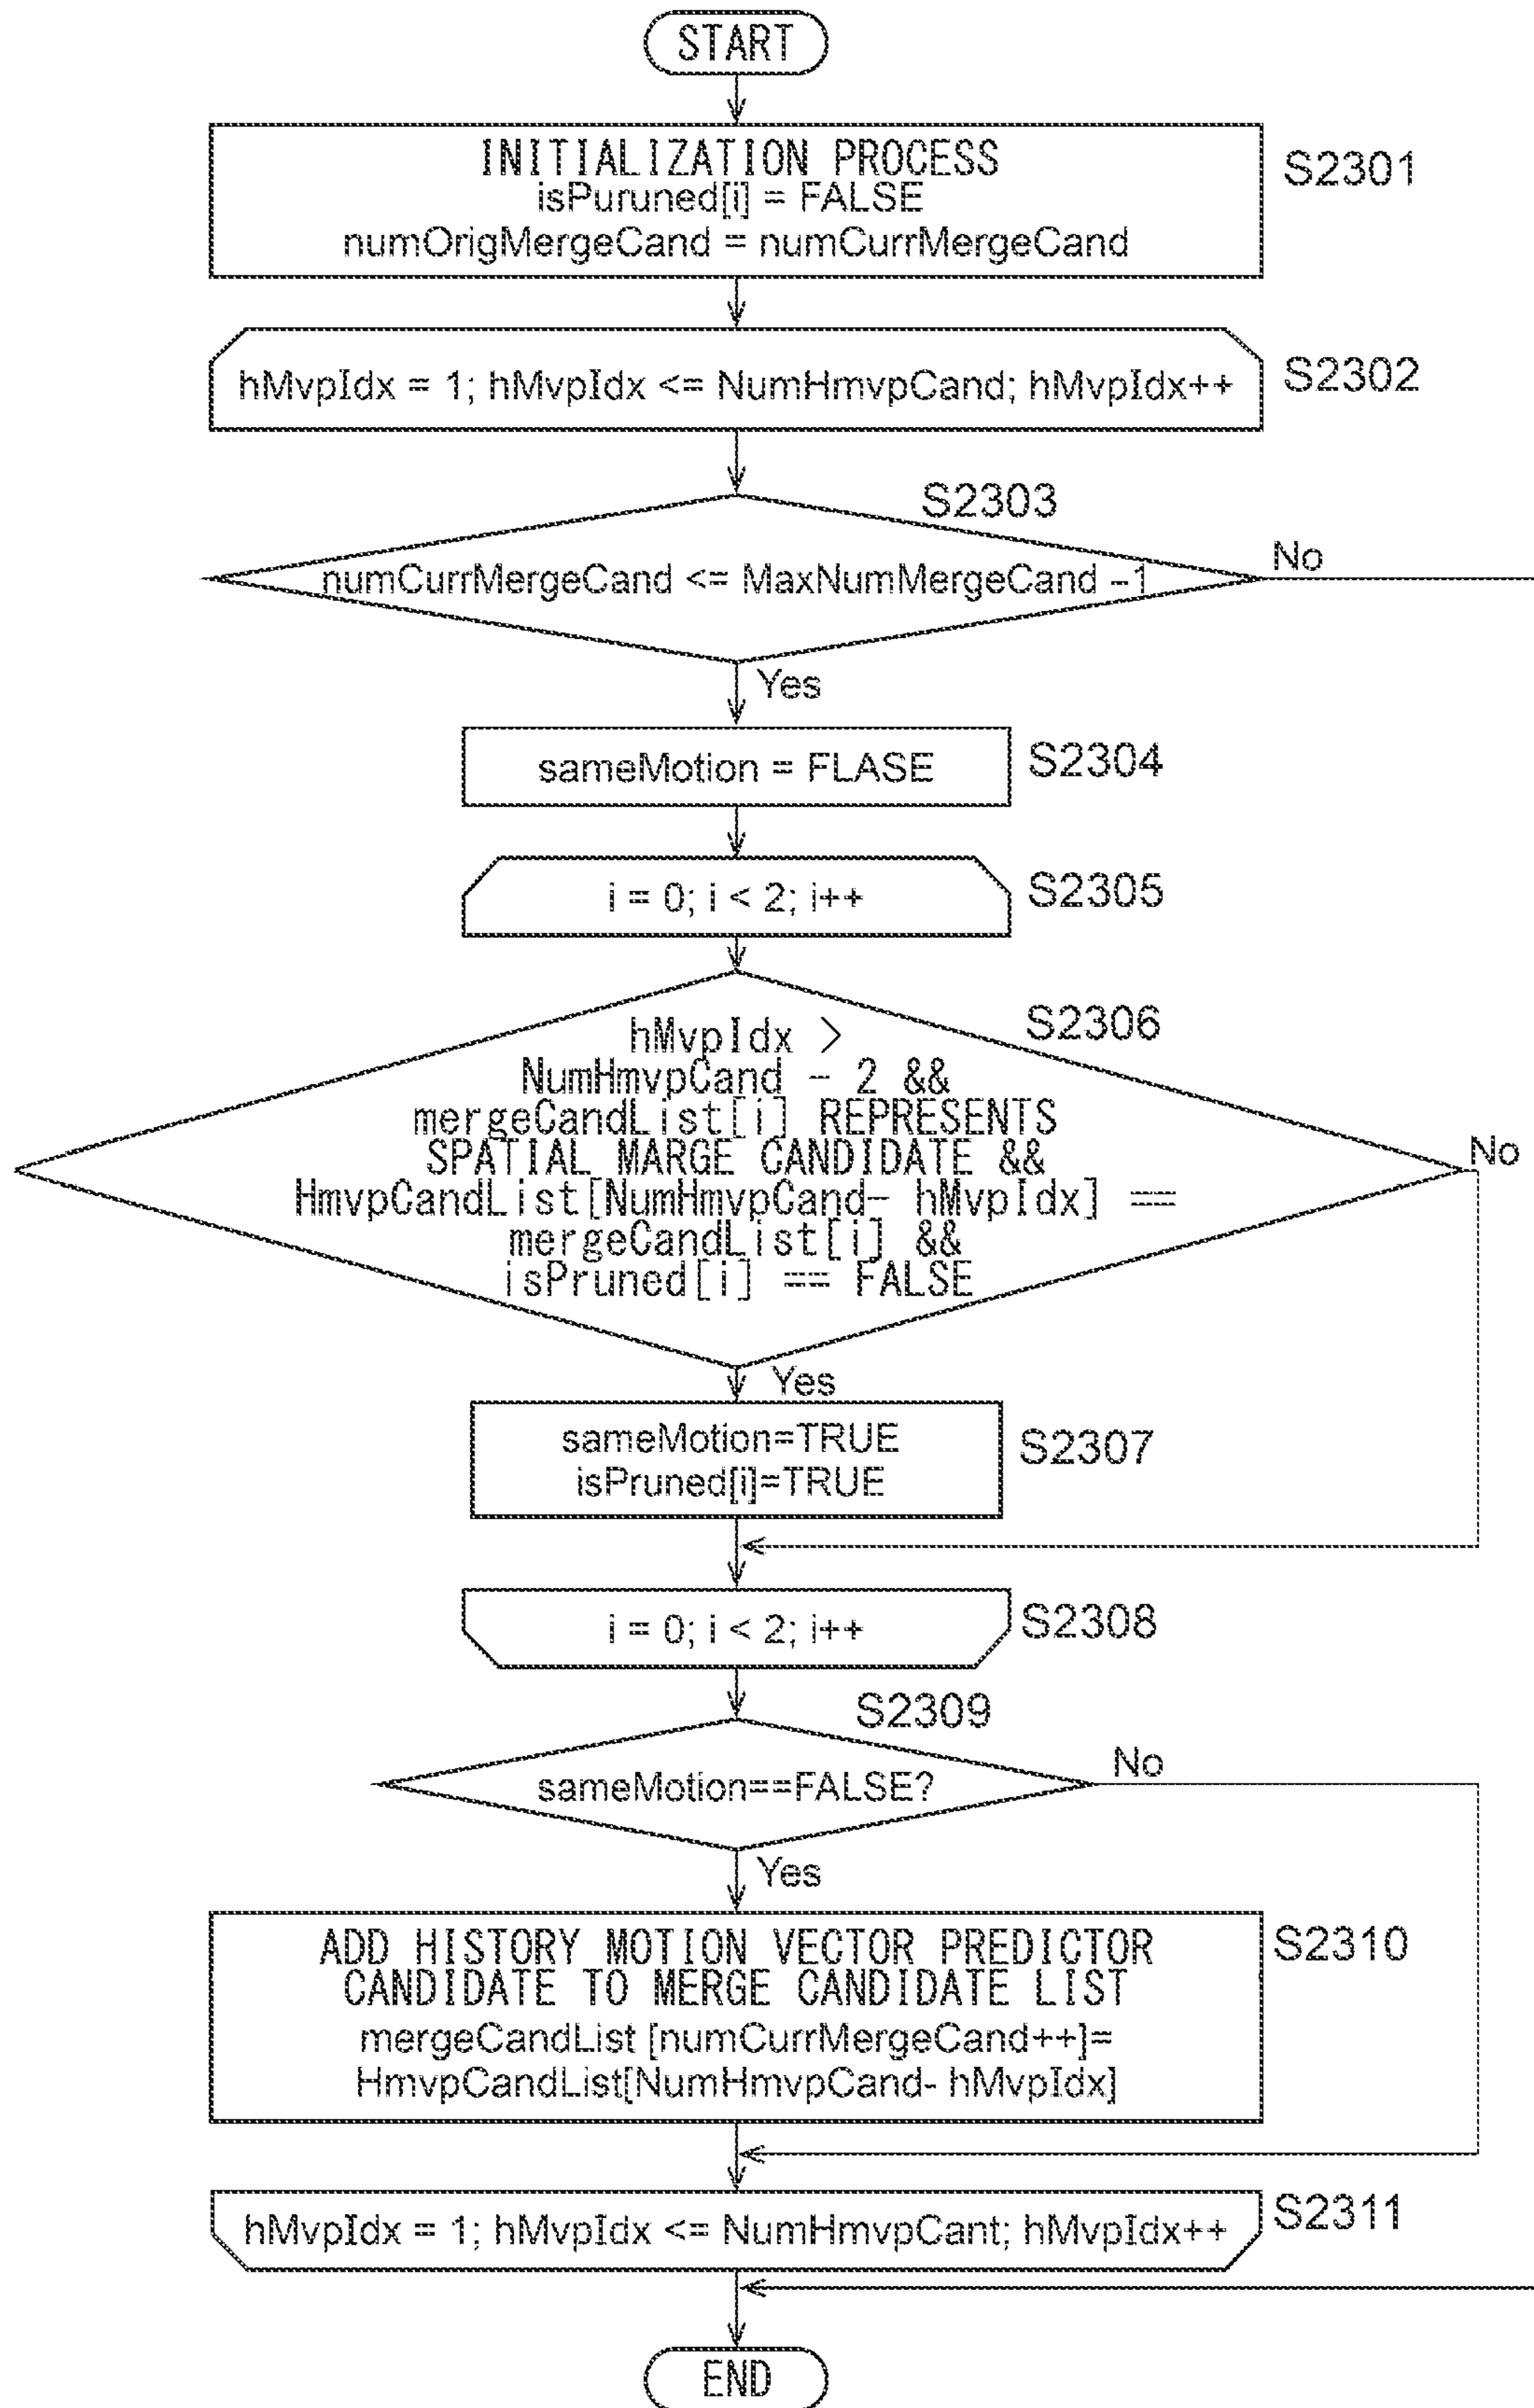 START
INITIALIZATION PROCESS
isPuruned[i] = FALSE
numOrigMergeCand = numCurrMergeCand
S2301
hMvpIdx = 1; hMvpIdx <= NumHmvpCand; hMvpIdx++
S2302
S2303
numCurrMergeCand <= MaxNumMergeCand -1
No
Yes
sameMotion = FLASE
S2304
i = 0; i < 2; i++
S2305
S2306
hMvpIdx >
NumHmvpCand - 2 &&
mergeCandList[i] REPRESENTS
SPATIAL MARGE CANDIDATE &&
HmvpCandList[NumHmvpCand- hMvpIdx] ==
mergeCandList[i] &&
isPruned[i] == FALSE
No
Yes
sameMotion=TRUE
isPruned[i]=TRUE
S2307
i = 0; i < 2; i++
S2308
S2309
sameMotion==FALSE?
No
Yes
ADD HISTORY MOTION VECTOR PREDICTOR
CANDIDATE TO MERGE CANDIDATE LIST
mergeCandList [numCurrMergeCand++]=
HmvpCandList[NumHmvpCand- hMvpIdx]
S2310
hMvpIdx = 1; hMvpIdx <= NumHmvpCant; hMvpIdx++
S2311
END